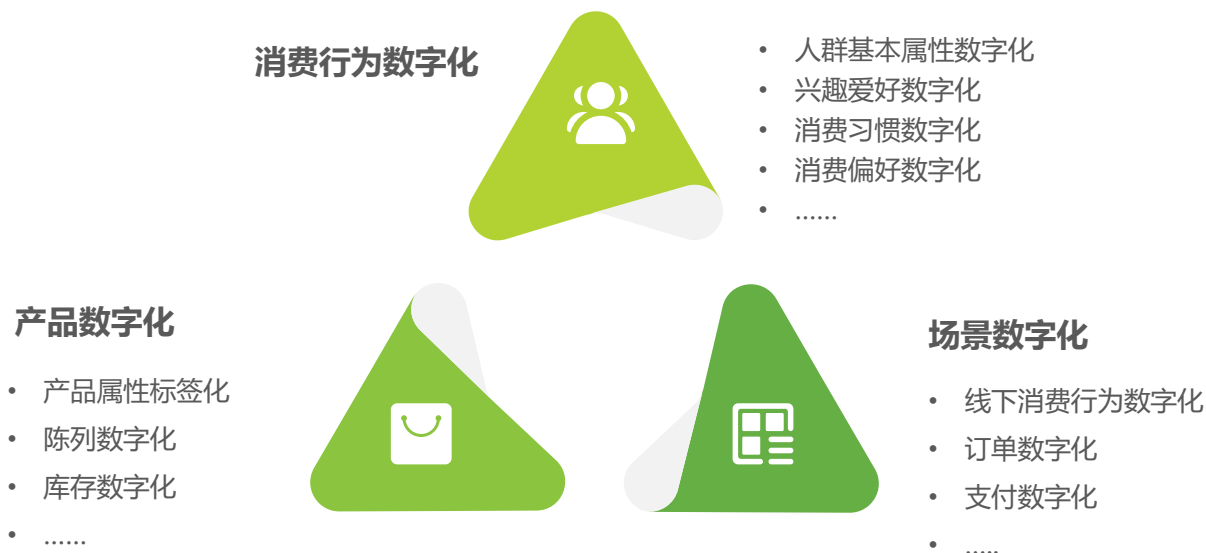 消费行为数字化
• 人群基本属性数字化
• 兴趣爱好数字化
• 消费习惯数字化
• 消费偏好数字化
• ......
产品数字化
• 产品属性标签化
• 陈列数字化
• 库存数字化
• ......
场景数字化
• 线下消费行为数字化
• 订单数字化
• 支付数字化
• .....